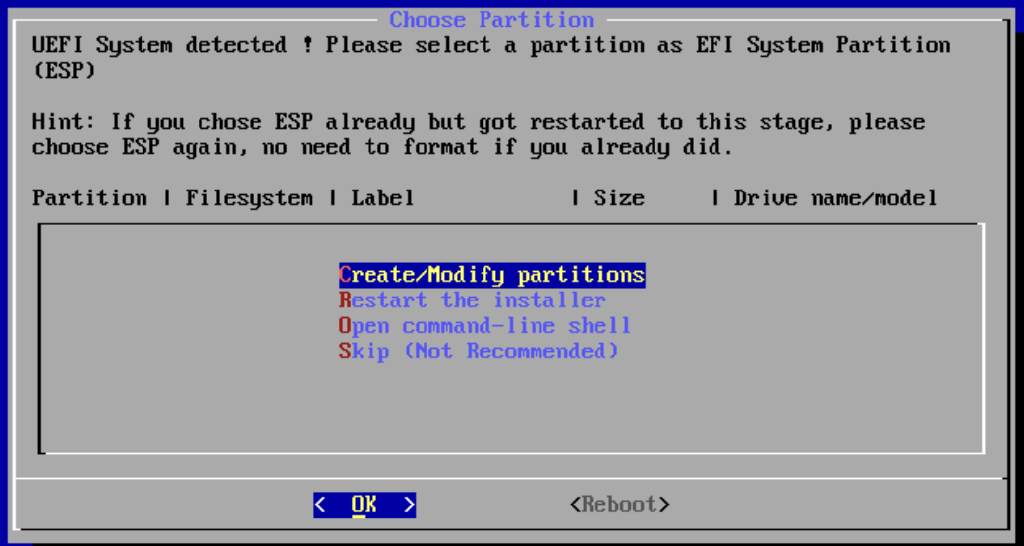 Choose Partition
UEFI System detected ! Please select a partition as EFI System Partition
(ESP)
Hint: If you chose ESP already but got restarted to this stage, please
choose ESP again, no need to format if you already did.
Partition | Filesystem | Label | Size | Drive name/model
Create/Modify partitions
Restart the installer
Open command-line shell
Skip (Not Recommended)
< OK > <Reboot>